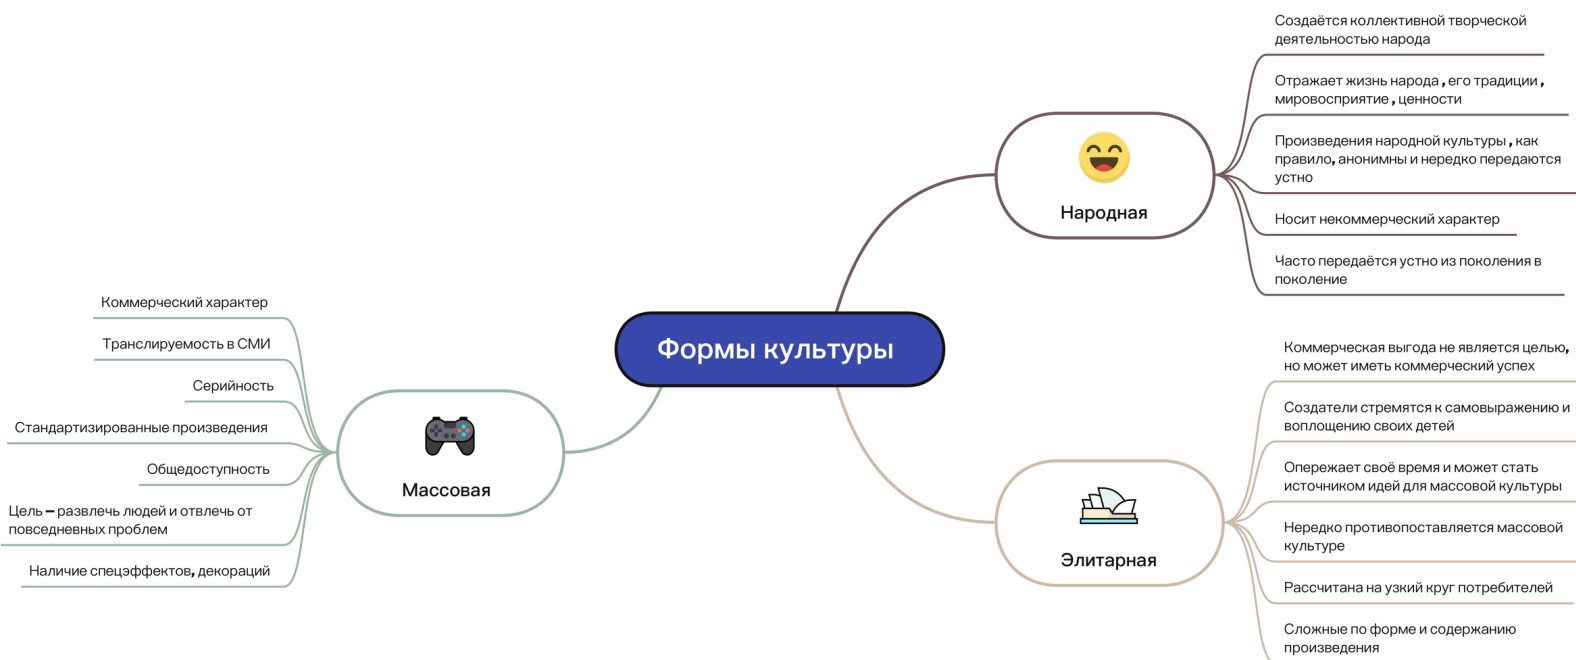 Формы культуры
Народная
Создаётся коллективной творческой
деятельностью народа
Отражает жизнь народа , его традиции ,
мировосприятие , ценности
Произведения народной культуры , как
правило, анонимны и нередко передаются
устно
Носит некоммерческий характер
Часто передаётся устно из поколения в
поколение
Элитарная
Коммерческая выгода не является целью,
но может иметь коммерческий успех
Создатели стремятся к самовыражению и
воплощению своих детей
Опережает своё время и может стать
источником идей для массовой культуры
Нередко противопоставляется массовой
культуре
Рассчитана на узкий круг потребителей
Сложные по форме и содержанию
произведения
Массовая
Коммерческий характер
Транслируемость в СМИ
Серийность
Стандартизированные произведения
Общедоступность
Цель – развлечь людей и отвлечь от
повседневных проблем
Наличие спецэффектов, декораций